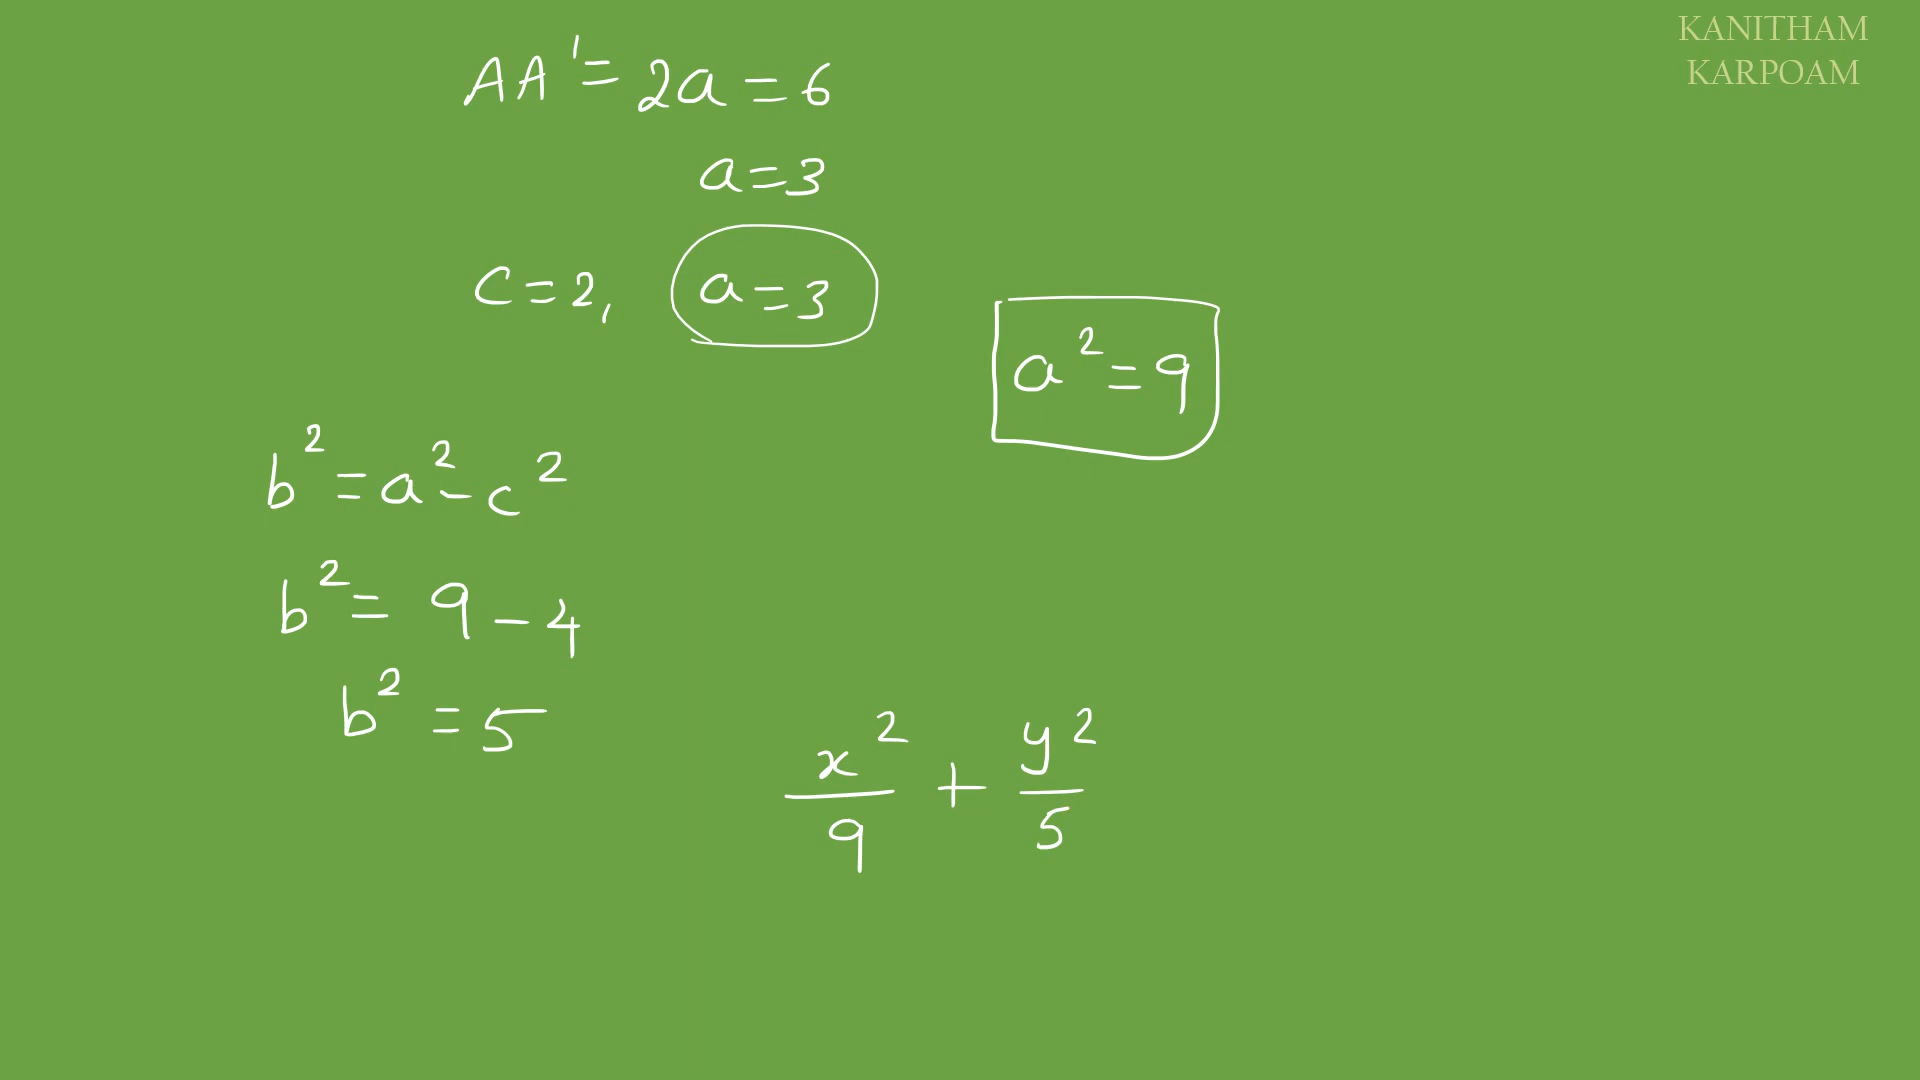 KANITHAM
KARPOAM
AA' = 2a = 6
a = 3
C = 2, a = 3
a² = 9
b² = a² - c²
b² = 9 - 4
b² = 5
x²/9 + y²/5